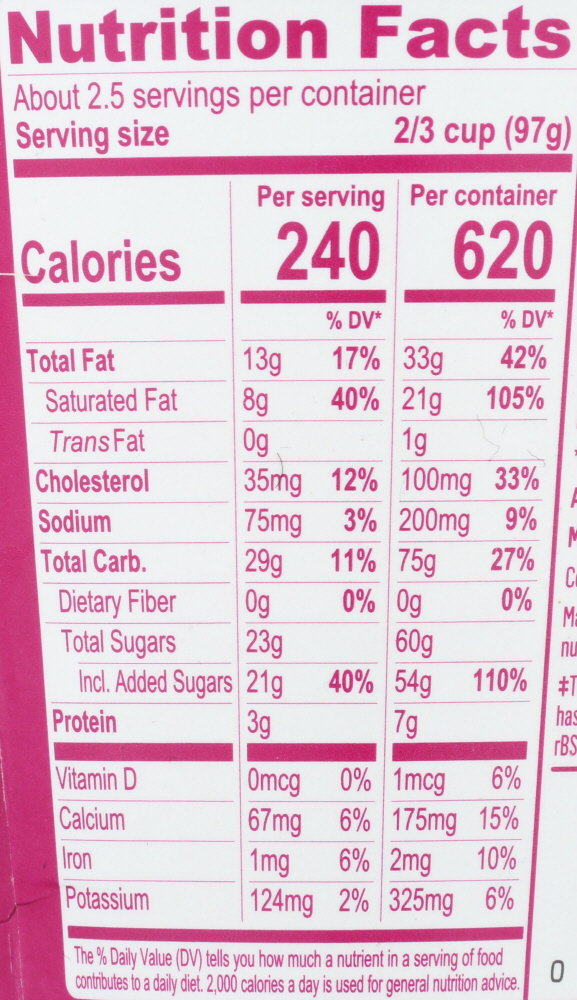 Nutrition Facts
About 2.5 servings per container
Serving size 2/3 cup (97g)
Per serving Per container
Calories 240 620
% DV* % DV*
Total Fat 13g 17% 33g 42%
Saturated Fat 8g 40% 21g 105%
Trans Fat 0g 1g
Cholesterol 35mg 12% 100mg 33%
Sodium 75mg 3% 200mg 9%
Total Carb. 29g 11% 75g 27%
Dietary Fiber 0g 0% 0g 0%
Total Sugars 23g 60g
Incl. Added Sugars 21g 40% 54g 110%
Protein 3g 7g
Vitamin D 0mcg 0% 1mcg 6%
Calcium 67mg 6% 175mg 15%
Iron 1mg 6% 2mg 10%
Potassium 124mg 2% 325mg 6%
The % Daily Value (DV) tells you how much a nutrient in a serving of food
contributes to a daily diet. 2,000 calories a day is used for general nutrition advice.
‡T
has
rBS
0